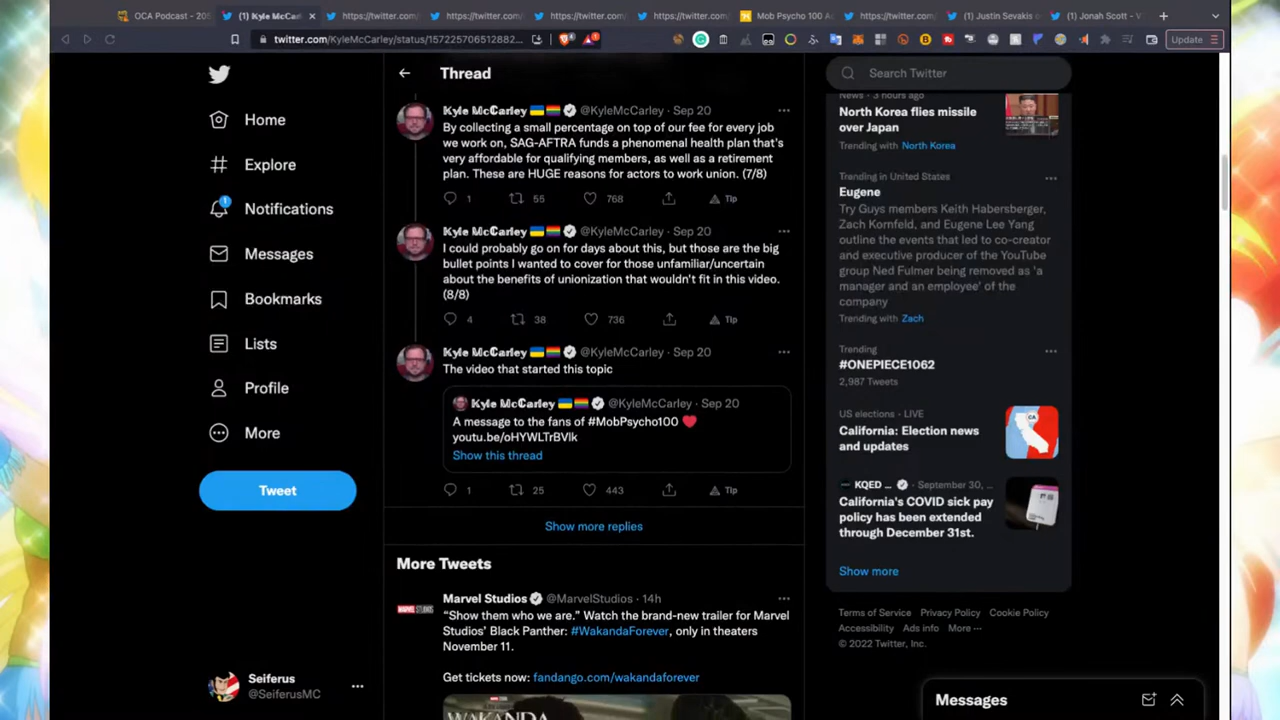 OCA Podcast - 205
(1) Kyle McCar
https://twitter.com/
https://twitter.com/
https://twitter.com/
https://twitter.com/
Mob Psycho 100 A
https://twitter.com/
(1) Justin Sevakis o
(1) Jonah Scott - V
twitter.com/KyleMcCarley/status/157225706512882...
Update
Home
Explore
1
Notifications
Messages
Bookmarks
Lists
Profile
More
Tweet
Seiferus
@SeiferusMC
Thread
Kyle McCarley 🇺🇦🏳️‍🌈 @KyleMcCarley · Sep 20
By collecting a small percentage on top of our fee for every job
we work on, SAG-AFTRA funds a phenomenal health plan that's
very affordable for qualifying members, as well as a retirement
plan. These are HUGE reasons for actors to work union. (7/8)
1 55 768 Tip
Kyle McCarley 🇺🇦🏳️‍🌈 @KyleMcCarley · Sep 20
I could probably go on for days about this, but those are the big
bullet points I wanted to cover for those unfamiliar/uncertain
about the benefits of unionization that wouldn't fit in this video.
(8/8)
4 38 736 Tip
Kyle McCarley 🇺🇦🏳️‍🌈 @KyleMcCarley · Sep 20
The video that started this topic
Kyle McCarley 🇺🇦🏳️‍🌈 @KyleMcCarley · Sep 20
A message to the fans of #MobPsycho100 ❤️
youtu.be/oHYWLTrBVlk
Show this thread
1 25 443 Tip
Show more replies
More Tweets
MARVEL STUDIOS
Marvel Studios @MarvelStudios · 14h
“Show them who we are.” Watch the brand-new trailer for Marvel
Studios’ Black Panther: #WakandaForever, only in theaters
November 11.
Get tickets now: fandango.com/wakandaforever
WAKANDA
Search Twitter
News · 3 hours ago
North Korea flies missile
over Japan
Trending with North Korea
Trending in United States
Eugene
Try Guys members Keith Habersberger,
Zach Kornfeld, and Eugene Lee Yang
outline the events that led to co-creator
and executive producer of the YouTube
group Ned Fulmer being removed as 'a
manager and an employee' of the
company
Trending with Zach
Trending
#ONEPIECE1062
2,987 Tweets
US elections · LIVE
California: Election news
and updates
KQED ... · September 30, ...
California's COVID sick pay
policy has been extended
through December 31st.
Show more
Terms of Service Privacy Policy Cookie Policy
Accessibility Ads info More ···
© 2022 Twitter, Inc.
Messages